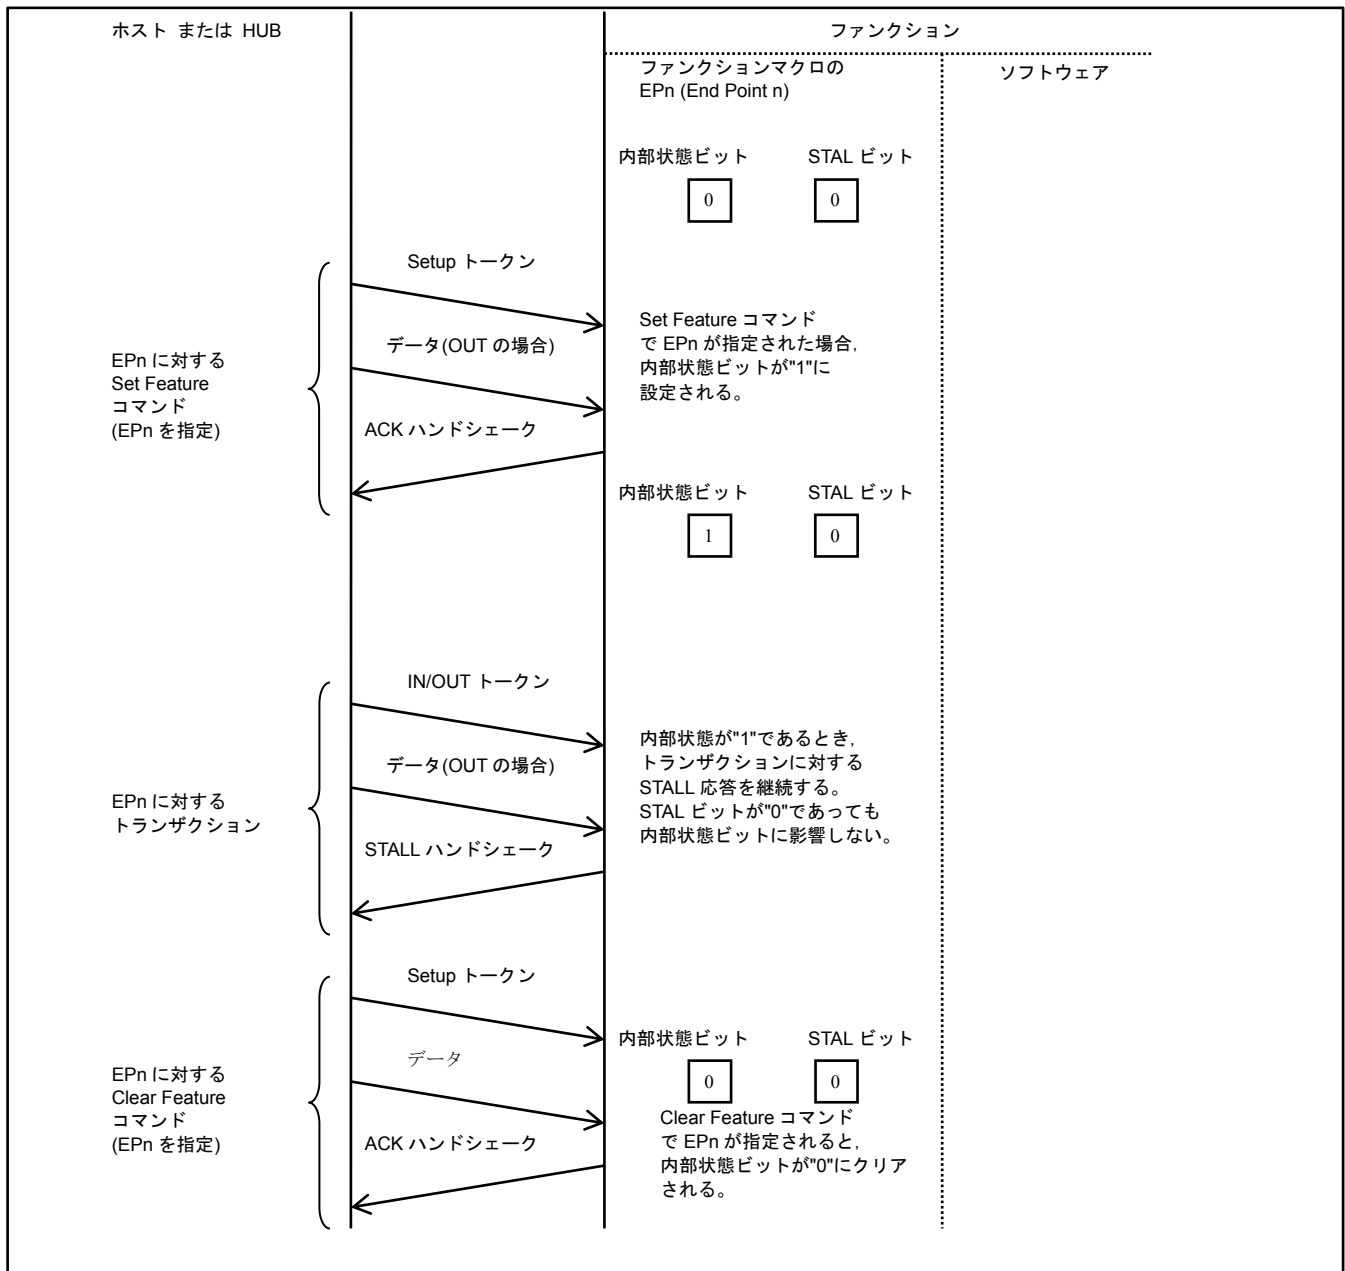 ホスト または HUB
ファンクション
ファンクションマクロの
EPn (End Point n)
ソフトウェア
内部状態ビット STAL ビット
0 0
Setup トークン
データ(OUT の場合)
ACK ハンドシェーク
EPn に対する
Set Feature
コマンド
(EPn を指定)
Set Feature コマンド
で EPn が指定された場合,
内部状態ビットが"1"に
設定される。
内部状態ビット STAL ビット
1 0
IN/OUT トークン
データ(OUT の場合)
STALL ハンドシェーク
EPn に対する
トランザクション
内部状態が"1"であるとき,
トランザクションに対する
STALL 応答を継続する。
STAL ビットが"0"であっても
内部状態ビットに影響しない。
Setup トークン
データ
ACK ハンドシェーク
EPn に対する
Clear Feature
コマンド
(EPn を指定)
内部状態ビット STAL ビット
0 0
Clear Feature コマンド
で EPn が指定されると,
内部状態ビットが"0"にクリア
される。